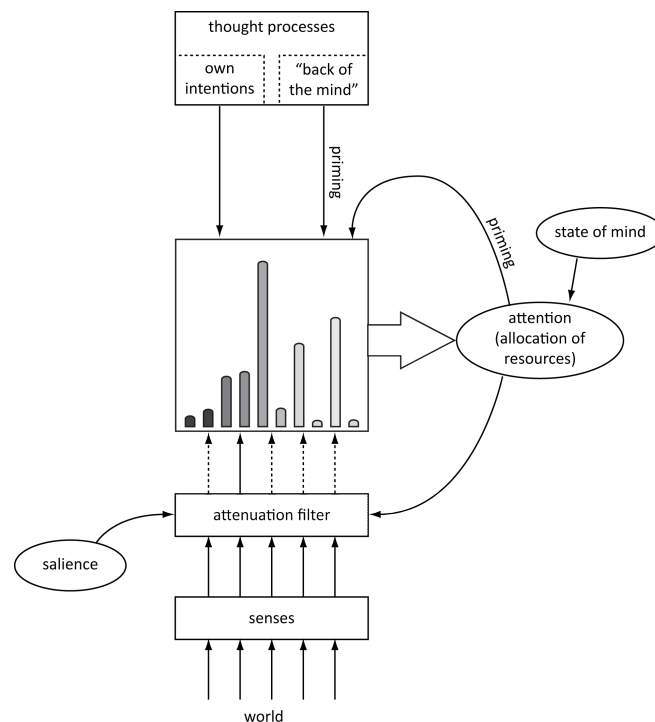 thought processes
own
intentions
“back of
the mind”
priming
priming
state of mind
attention
(allocation of
resources)
attenuation filter
salience
senses
world